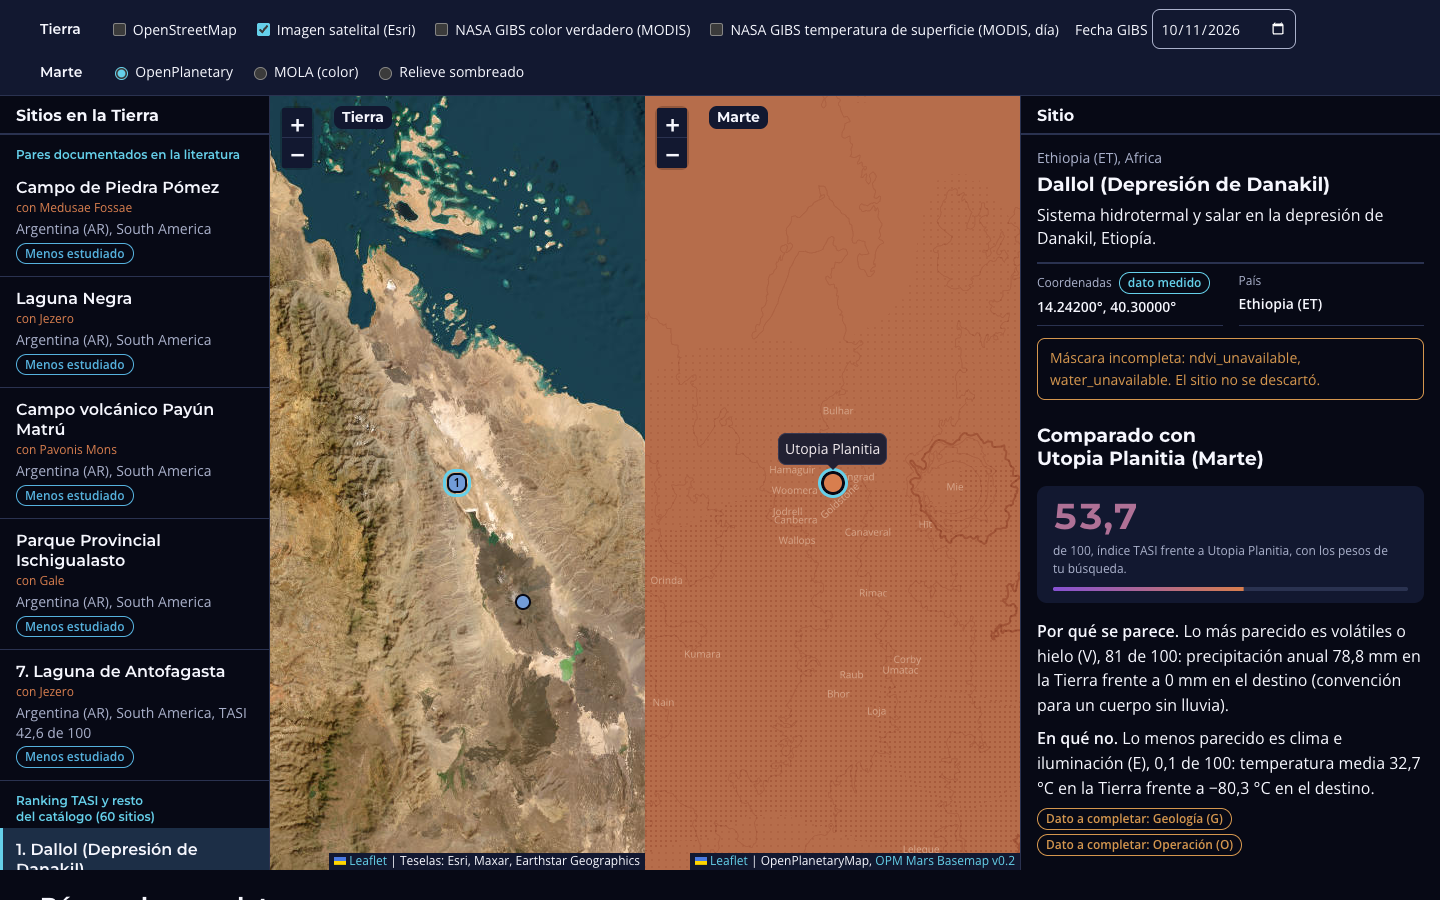 Tierra
OpenStreetMap
Imagen satelital (Esri)
NASA GIBS color verdadero (MODIS)
NASA GIBS temperatura de superficie (MODIS, día)
Fecha GIBS
10/11/2026
Marte
OpenPlanetary
MOLA (color)
Relieve sombreado
Sitios en la Tierra
Pares documentados en la literatura
Campo de Piedra Pómez
con Medusae Fossae
Argentina (AR), South America
Menos estudiado
Laguna Negra
con Jezero
Argentina (AR), South America
Menos estudiado
Campo volcánico Payún
Matrú
con Pavonis Mons
Argentina (AR), South America
Menos estudiado
Parque Provincial
Ischigualasto
con Gale
Argentina (AR), South America
Menos estudiado
7. Laguna de Antofagasta
con Jezero
Argentina (AR), South America, TASI
42,6 de 100
Menos estudiado
Ranking TASI y resto
del catálogo (60 sitios)
1. Dallol (Depresión de
Danakil)
+
−
Tierra
1
Leaflet | Teselas: Esri, Maxar, Earthstar Geographics
+
−
Marte
Bulhar
Utopia Planitia
Hamaguir
Woomera
Jodrell
Canberra
Wallops
Canaveral
Hit
Mie
Orinda
Rimac
Kumara
Corby
Umatac
Raub
Bhor
Nain
Loja
Leleque
Leaflet | OpenPlanetaryMap, OPM Mars Basemap v0.2
Sitio
Ethiopia (ET), Africa
Dallol (Depresión de Danakil)
Sistema hidrotermal y salar en la depresión de
Danakil, Etiopía.
Coordenadas dato medido
14.24200°, 40.30000°
País
Ethiopia (ET)
Máscara incompleta: ndvi_unavailable,
water_unavailable. El sitio no se descartó.
Comparado con
Utopia Planitia (Marte)
53,7
de 100, índice TASI frente a Utopia Planitia, con los pesos de
tu búsqueda.
Por qué se parece. Lo más parecido es volátiles o
hielo (V), 81 de 100: precipitación anual 78,8 mm en
la Tierra frente a 0 mm en el destino (convención
para un cuerpo sin lluvia).
En qué no. Lo menos parecido es clima e
iluminación (E), 0,1 de 100: temperatura media 32,7
°C en la Tierra frente a −80,3 °C en el destino.
Dato a completar: Geología (G)
Dato a completar: Operación (O)